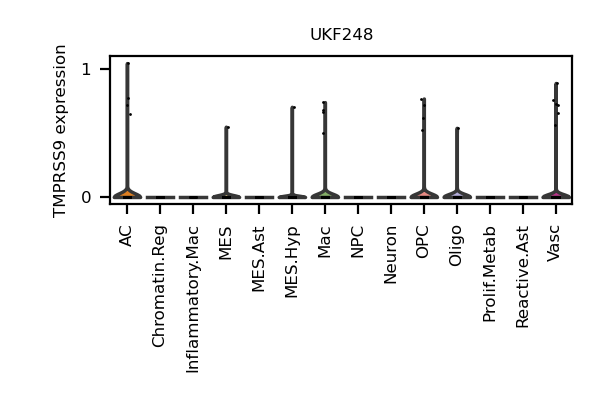 UKF248
TMPRSS9 expression
1
0
AC
Chromatin.Reg
Inflammatory.Mac
MES
MES.Ast
MES.Hyp
Mac
NPC
Neuron
OPC
Oligo
Prolif.Metab
Reactive.Ast
Vasc